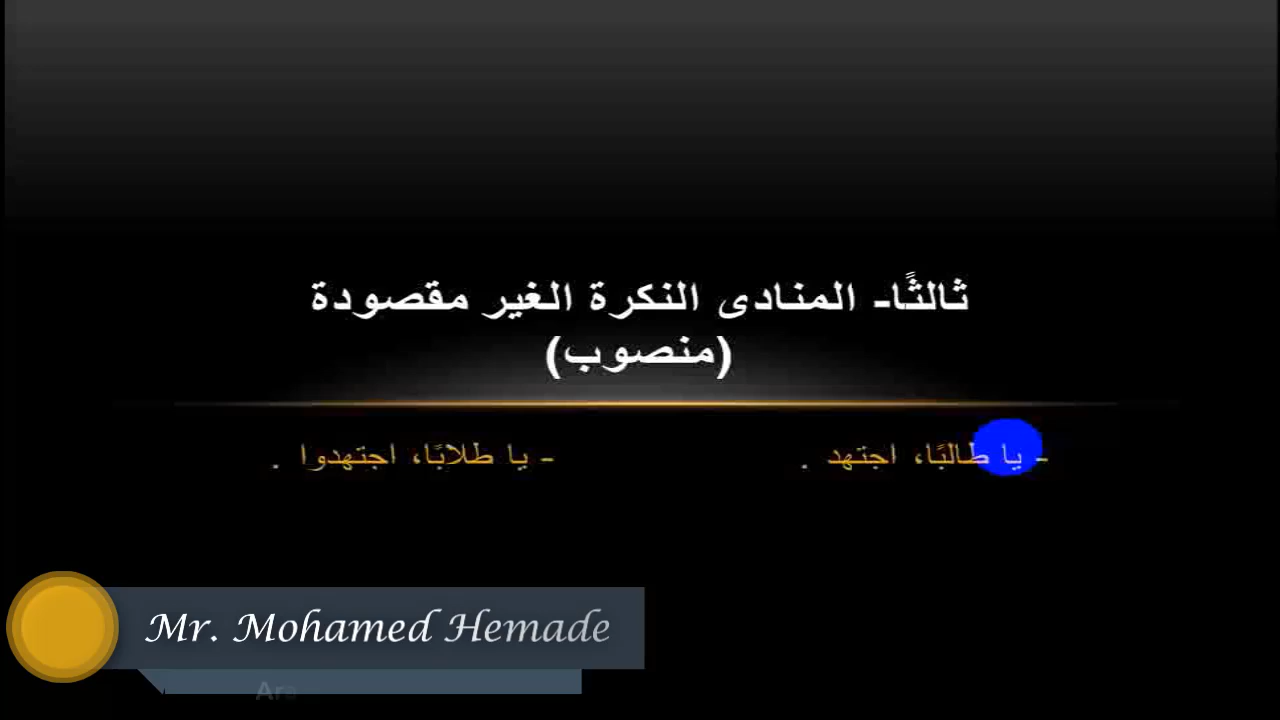 ثالثًا- المنادى النكرة الغير مقصودة
(منصوب)
- يا طالبًا، اجتهد .
- يا طلابًا، اجتهدوا .
Mr. Mohamed Hemade